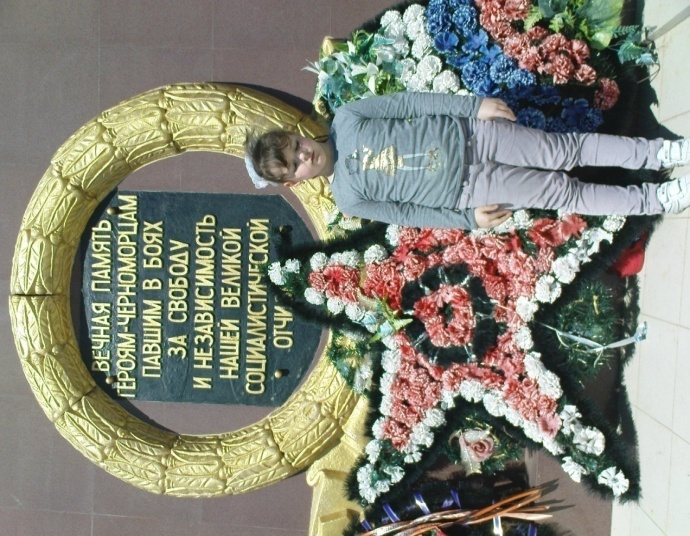 ВЕЧНАЯ ПАМЯТЬ
ГЕРОЯМ-ЧЕРНОМОРЦАМ
ПАВШИМ В БОЯХ
ЗА СВОБОДУ
И НЕЗАВИСИМОСТЬ
НАШЕЙ ВЕЛИКОЙ
СОЦИАЛИСТИЧЕСКОЙ